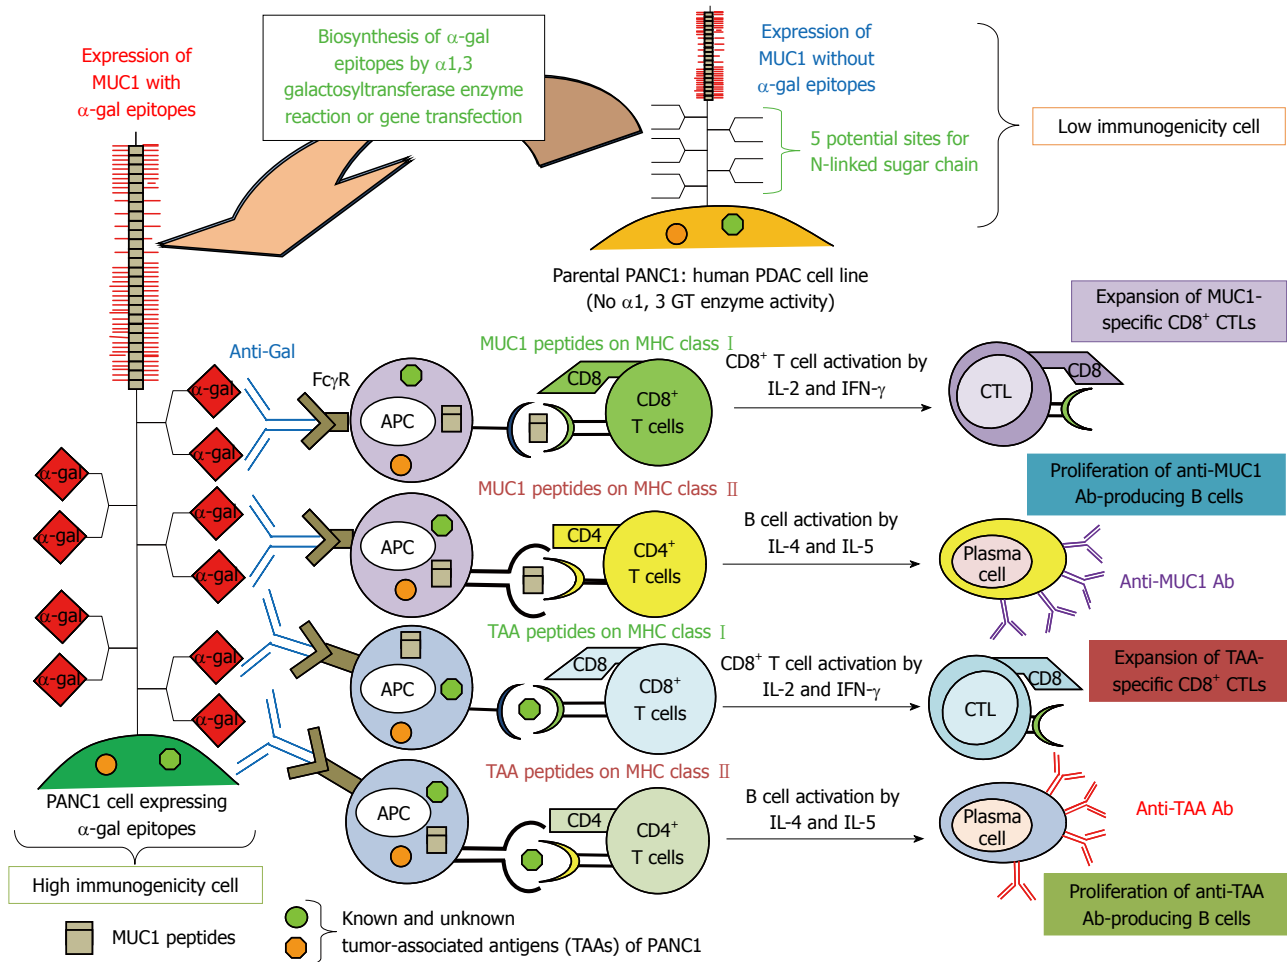 Expression of
MUC1 with
α-gal epitopes
Biosynthesis of α-gal
epitopes by α1,3
galactosyltransferase enzyme
reaction or gene transfection
Expression of
MUC1 without
α-gal epitopes
5 potential sites for
N-linked sugar chain
Low immunogenicity cell
Parental PANC1: human PDAC cell line
(No α1, 3 GT enzyme activity)
Anti-Gal
FcγR
α-gal
α-gal
α-gal
α-gal
α-gal
α-gal
α-gal
α-gal
α-gal
α-gal
MUC1 peptides on MHC class Ⅰ
APC
CD8
CD8⁺
T cells
CD8⁺ T cell activation by
IL-2 and IFN-γ
CTL
CD8
Expansion of MUC1-
specific CD8⁺ CTLs
MUC1 peptides on MHC class Ⅱ
APC
CD4
CD4⁺
T cells
B cell activation by
IL-4 and IL-5
Plasma
cell
Anti-MUC1 Ab
Proliferation of anti-MUC1
Ab-producing B cells
TAA peptides on MHC class Ⅰ
APC
CD8
CD8⁺
T cells
CD8⁺ T cell activation by
IL-2 and IFN-γ
CTL
CD8
Expansion of TAA-
specific CD8⁺ CTLs
TAA peptides on MHC class Ⅱ
APC
CD4
CD4⁺
T cells
B cell activation by
IL-4 and IL-5
Plasma
cell
Anti-TAA Ab
Proliferation of anti-TAA
Ab-producing B cells
PANC1 cell expressing
α-gal epitopes
High immunogenicity cell
MUC1 peptides
Known and unknown
tumor-associated antigens (TAAs) of PANC1